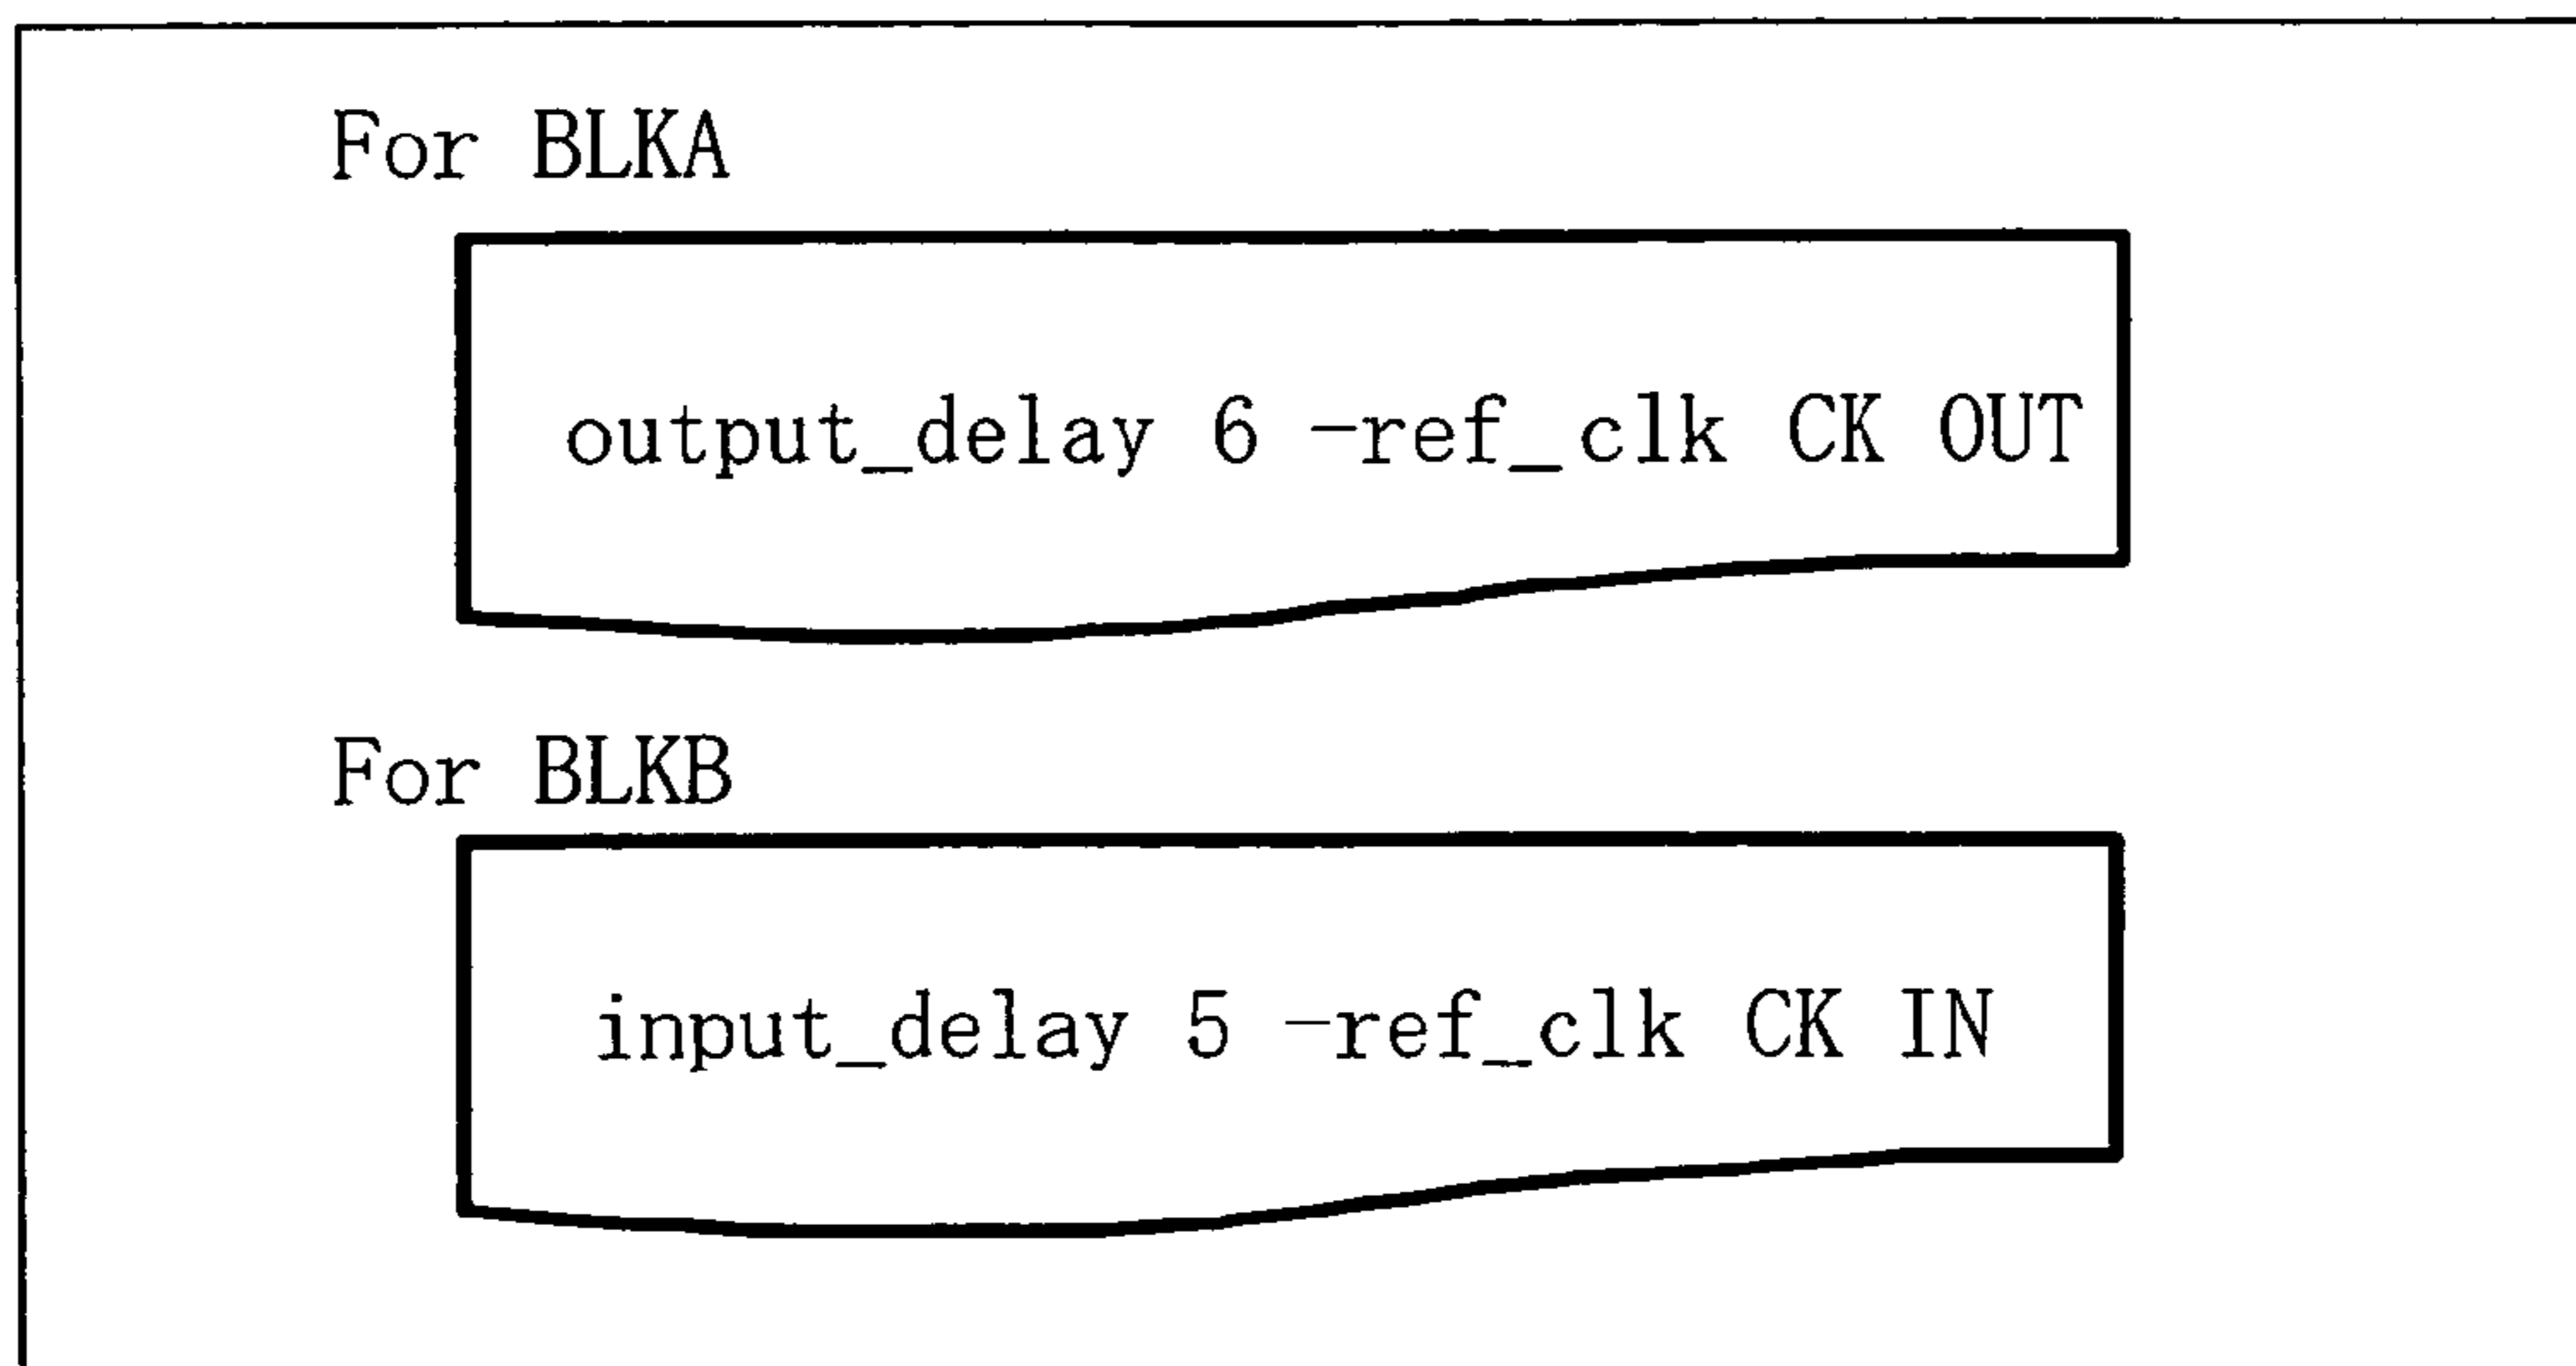 For BLKA
output_delay 6 -ref_clk CK OUT
For BLKB
input_delay 5 -ref_clk CK IN